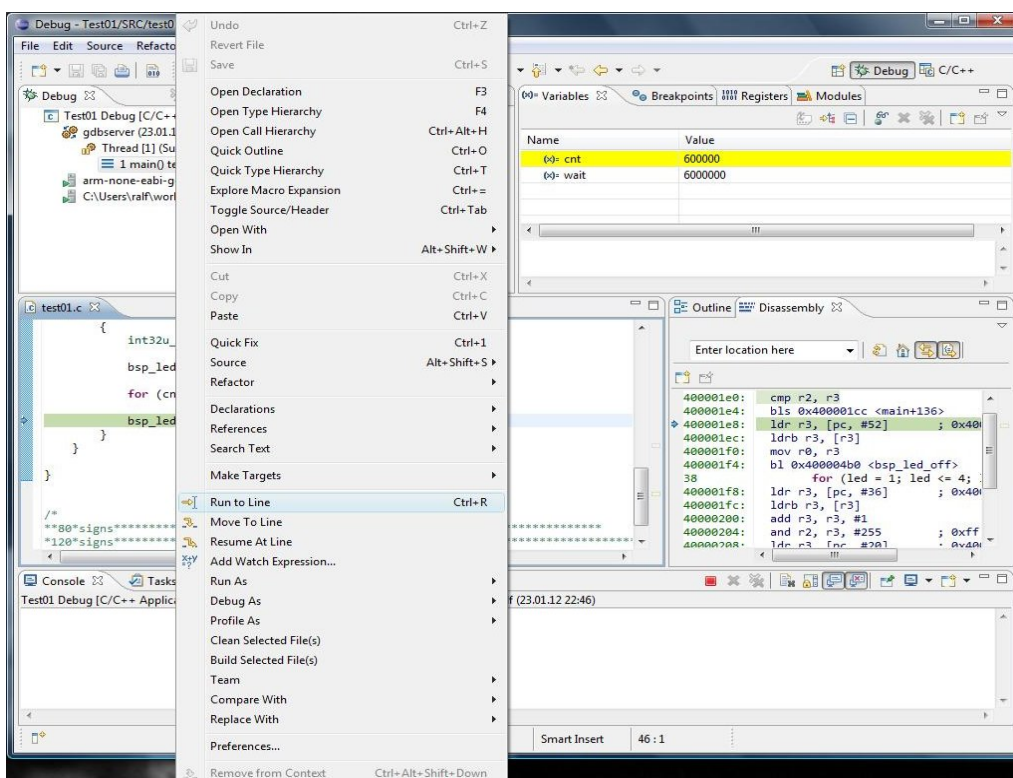 Debug - Test01/SRC/test0
File Edit Source Refacto
Debug
Test01 Debug [C/C++
gdbserver (23.01.1
Thread [1] (Su
1 main() te
arm-none-eabi-g
C:\Users\ralf\worl
Undo Ctrl+Z
Revert File
Save Ctrl+S
Open Declaration F3
Open Type Hierarchy F4
Open Call Hierarchy Ctrl+Alt+H
Quick Outline Ctrl+O
Quick Type Hierarchy Ctrl+T
Explore Macro Expansion Ctrl+=
Toggle Source/Header Ctrl+Tab
Open With
Show In Alt+Shift+W
Cut Ctrl+X
Copy Ctrl+C
Paste Ctrl+V
Quick Fix Ctrl+1
Source Alt+Shift+S
Refactor
Declarations
References
Search Text
Make Targets
Run to Line Ctrl+R
Move To Line
Resume At Line
Add Watch Expression...
Run As
Debug As
Profile As
Clean Selected File(s)
Build Selected File(s)
Team
Compare With
Replace With
Preferences...
Remove from Context Ctrl+Alt+Shift+Down
Debug C/C++
(x)= Variables Breakpoints Registers Modules
Name Value
(x)= cnt 600000
(x)= wait 6000000
test01.c
{
int32u_
bsp_led
for (cn
bsp_led
}
}
}
/*
**80*signs**********
*120*signs**********
Outline Disassembly
Enter location here
400001e0: cmp r2, r3
400001e4: bls 0x400001cc <main+136>
400001e8: ldr r3, [pc, #52] ; 0x400
400001ec: ldrb r3, [r3]
400001f0: mov r0, r3
400001f4: bl 0x400004b0 <bsp_led_off>
38 for (led = 1; led <= 4;
400001f8: ldr r3, [pc, #36] ; 0x400
400001fc: ldrb r3, [r3]
40000200: add r3, r3, #1
40000204: and r2, r3, #255 ; 0xff
40000208: ldr r3, [pc, #20] ; 0x400
Console Tasks
Test01 Debug [C/C++ Applica
f (23.01.12 22:46)
Smart Insert 46 : 1